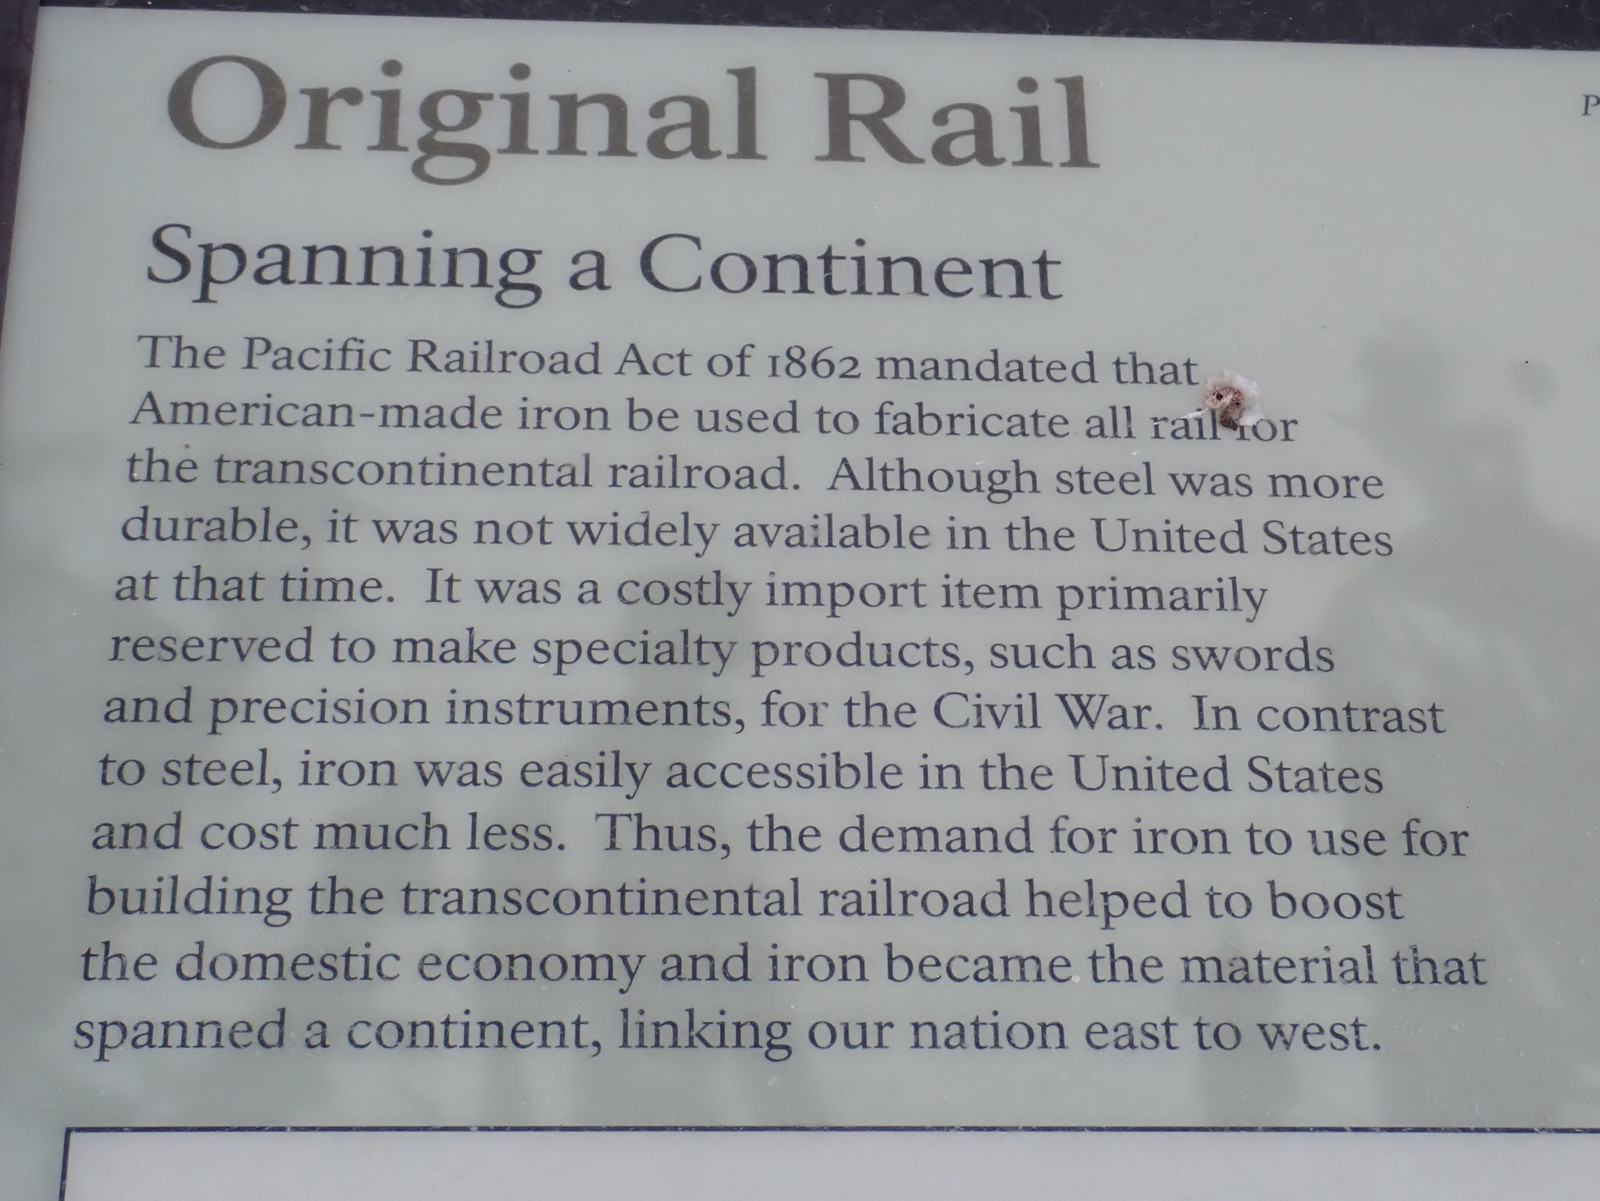 Original Rail
Spanning a Continent
The Pacific Railroad Act of 1862 mandated that
American-made iron be used to fabricate all rail for
the transcontinental railroad. Although steel was more
durable, it was not widely available in the United States
at that time. It was a costly import item primarily
reserved to make specialty products, such as swords
and precision instruments, for the Civil War. In contrast
to steel, iron was easily accessible in the United States
and cost much less. Thus, the demand for iron to use for
building the transcontinental railroad helped to boost
the domestic economy and iron became the material that
spanned a continent, linking our nation east to west.